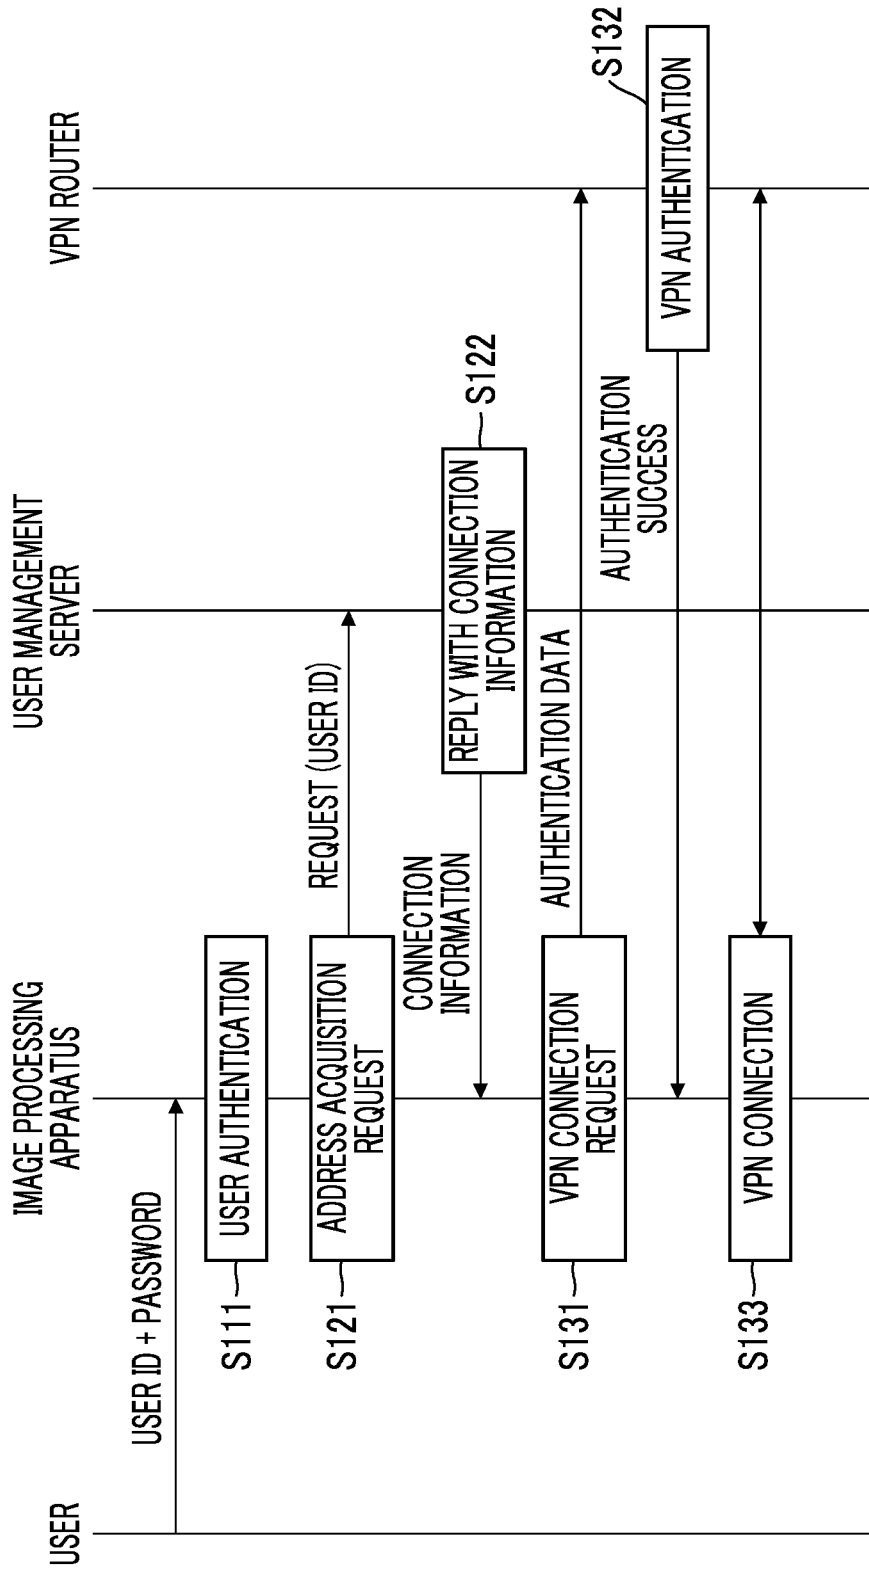 USER
IMAGE PROCESSING
APPARATUS
USER MANAGEMENT
SERVER
VPN ROUTER
USER ID + PASSWORD
S111
USER AUTHENTICATION
S121
ADDRESS ACQUISITION
REQUEST
REQUEST (USER ID)
CONNECTION
INFORMATION
REPLY WITH CONNECTION
INFORMATION
S122
S131
VPN CONNECTION
REQUEST
AUTHENTICATION DATA
AUTHENTICATION
SUCCESS
VPN AUTHENTICATION
S132
S133
VPN CONNECTION